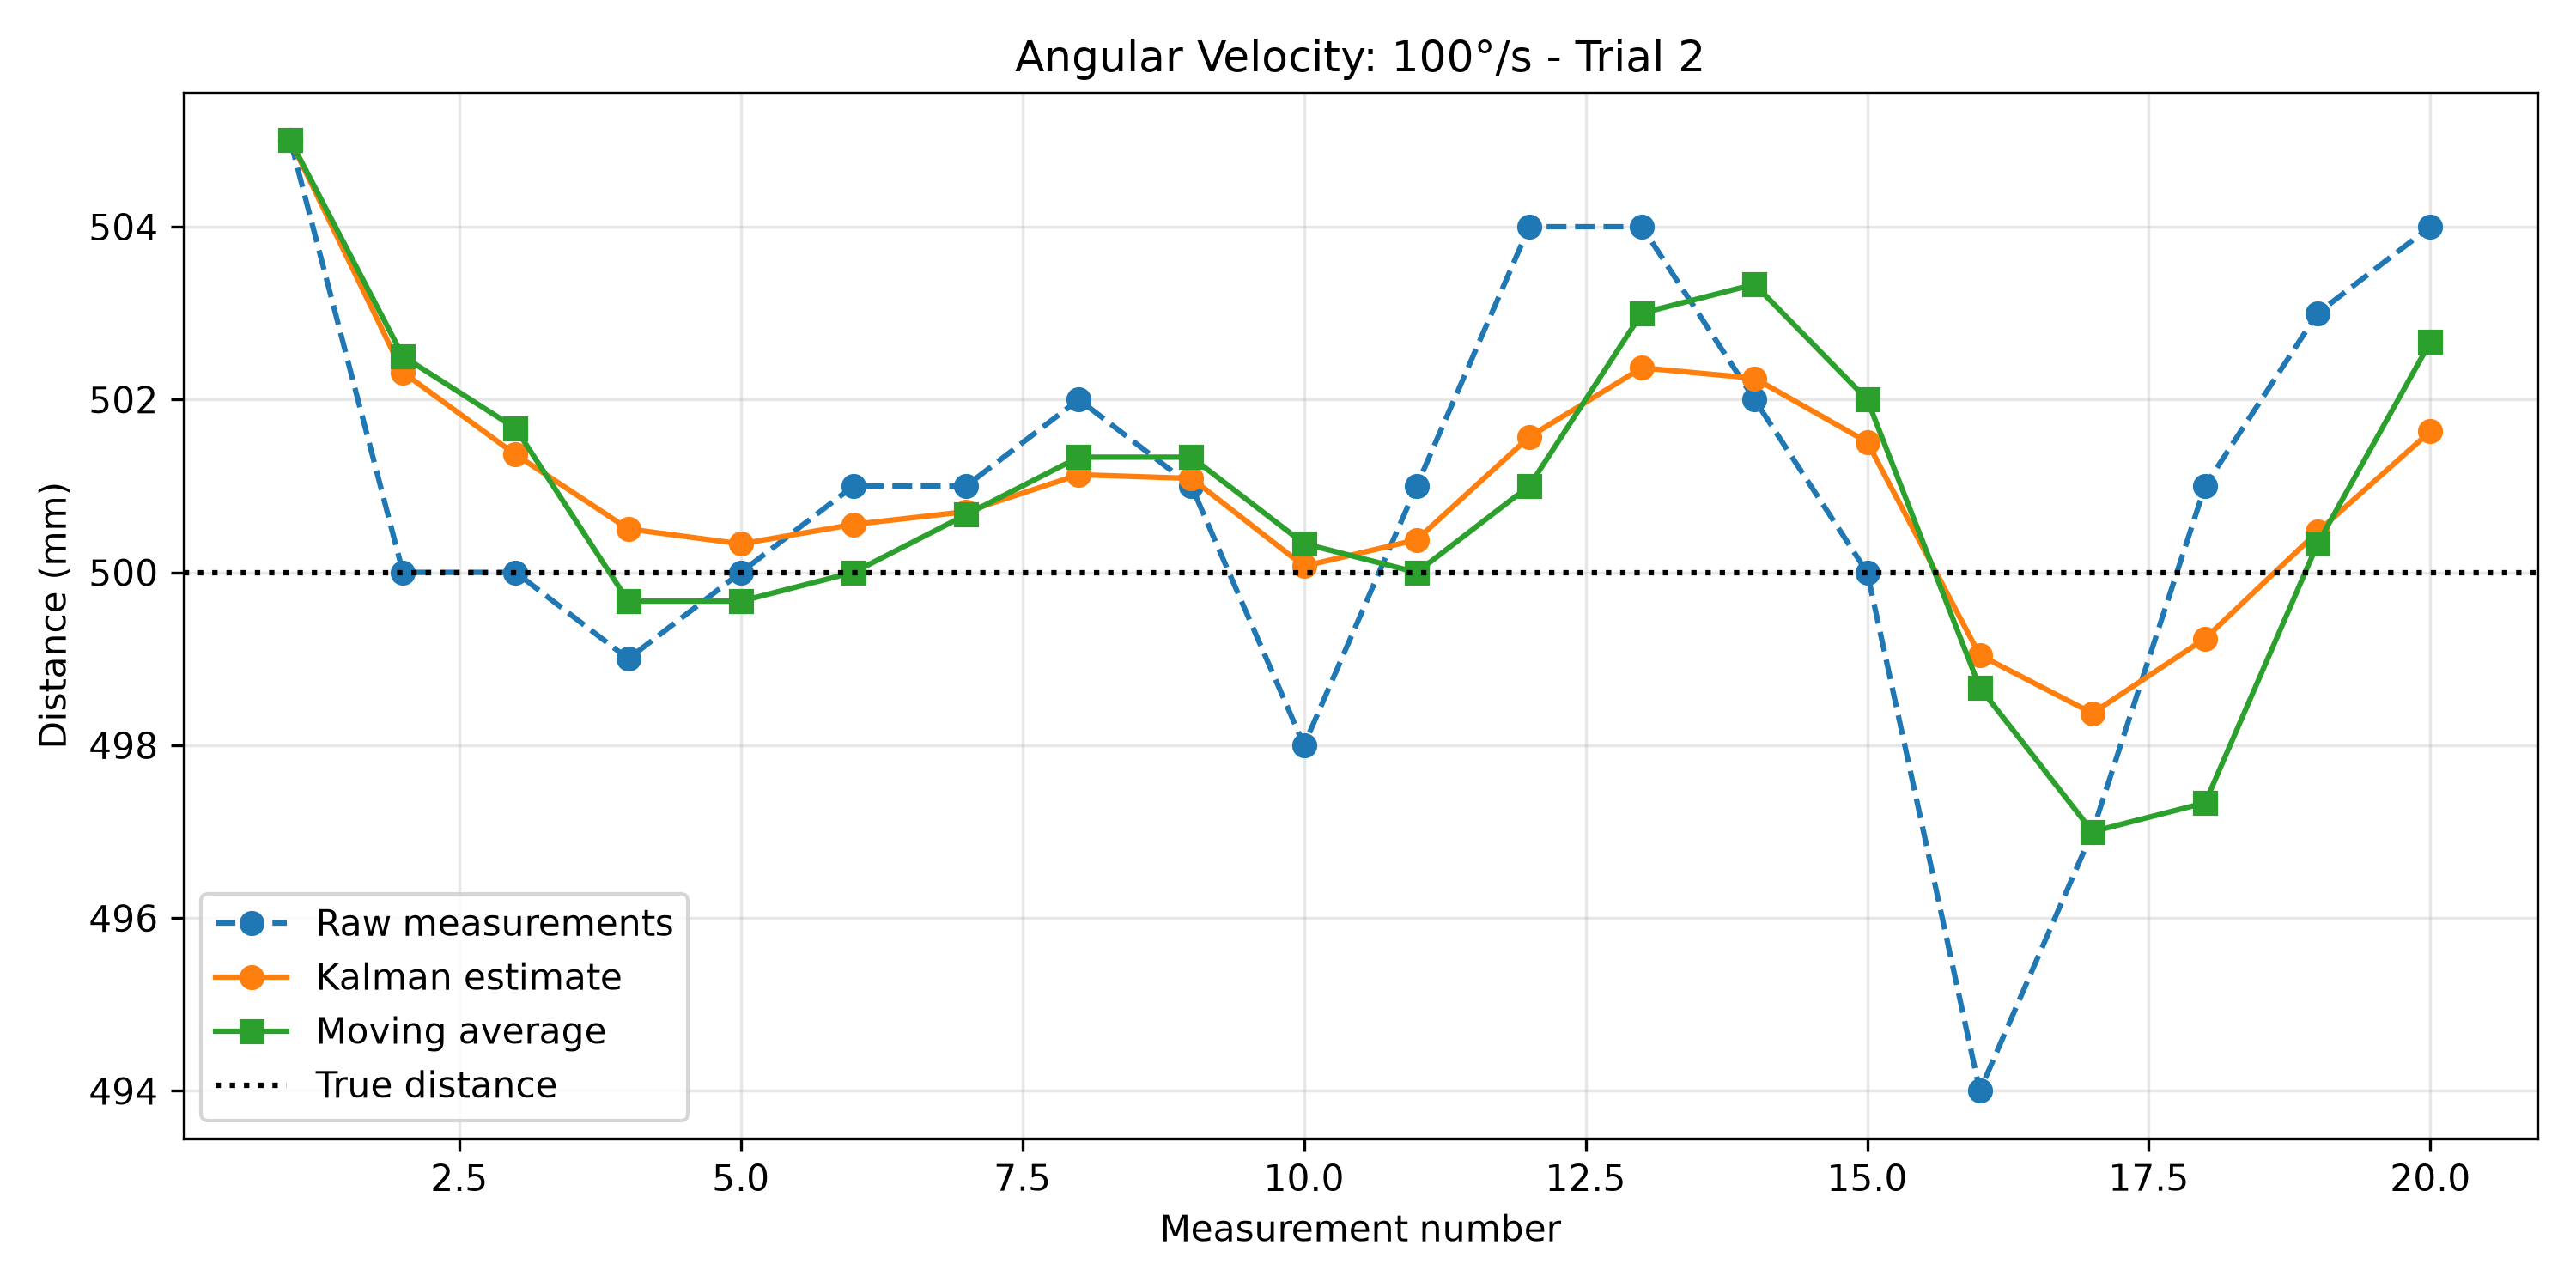 Angular Velocity: 100°/s - Trial 2
Distance (mm)
504
502
500
498
496
494
Raw measurements
Kalman estimate
Moving average
True distance
2.5 5.0 7.5 10.0 12.5 15.0 17.5 20.0
Measurement number